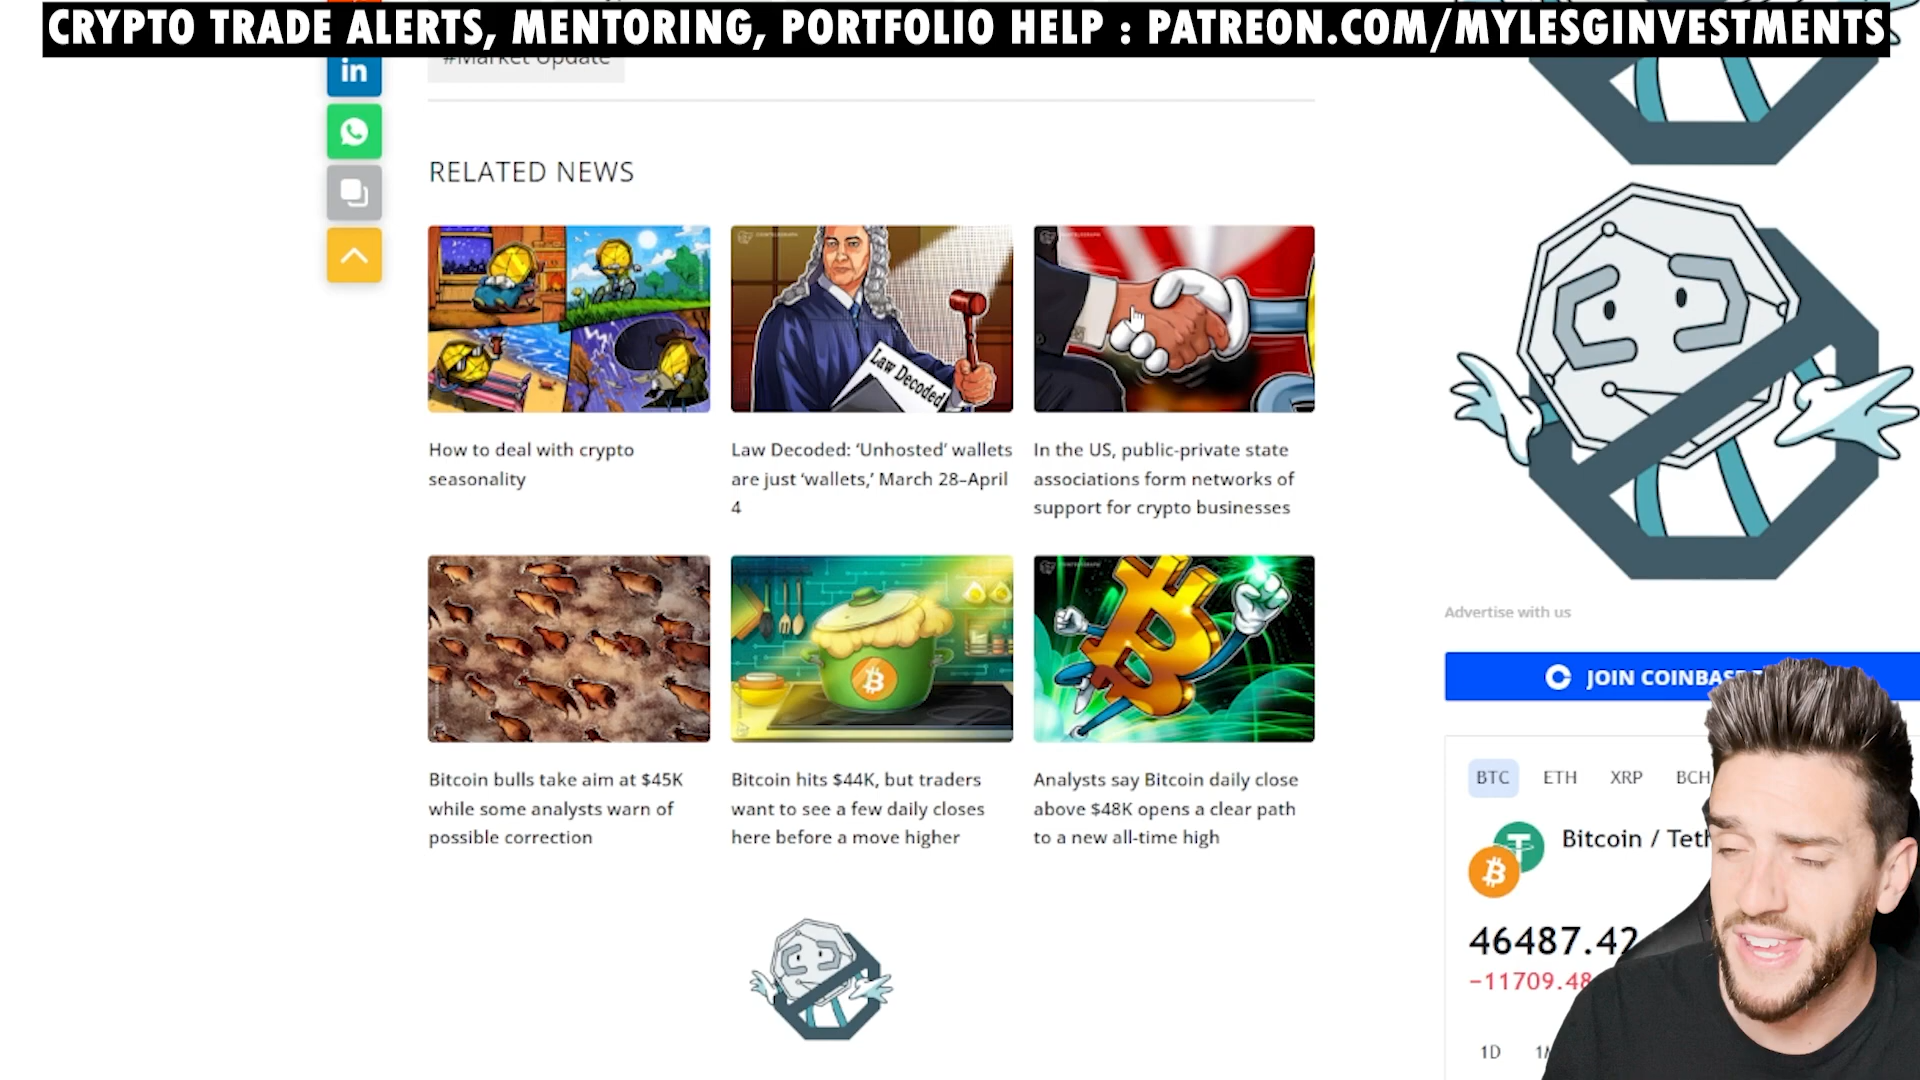 CRYPTO TRADE ALERTS, MENTORING, PORTFOLIO HELP : PATREON.COM/MYLESGINVESTMENTS
#Market Update
in
RELATED NEWS
COINTELEGRAPH
Law Decoded
How to deal with crypto
seasonality
Law Decoded: ‘Unhosted’ wallets
are just ‘wallets,’ March 28–April
4
In the US, public-private state
associations form networks of
support for crypto businesses
Bitcoin bulls take aim at $45K
while some analysts warn of
possible correction
Bitcoin hits $44K, but traders
want to see a few daily closes
here before a move higher
Analysts say Bitcoin daily close
above $48K opens a clear path
to a new all-time high
Advertise with us
JOIN COINBASE
BTC ETH XRP BCH
Bitcoin / Teth
46487.42
−11709.48
1D